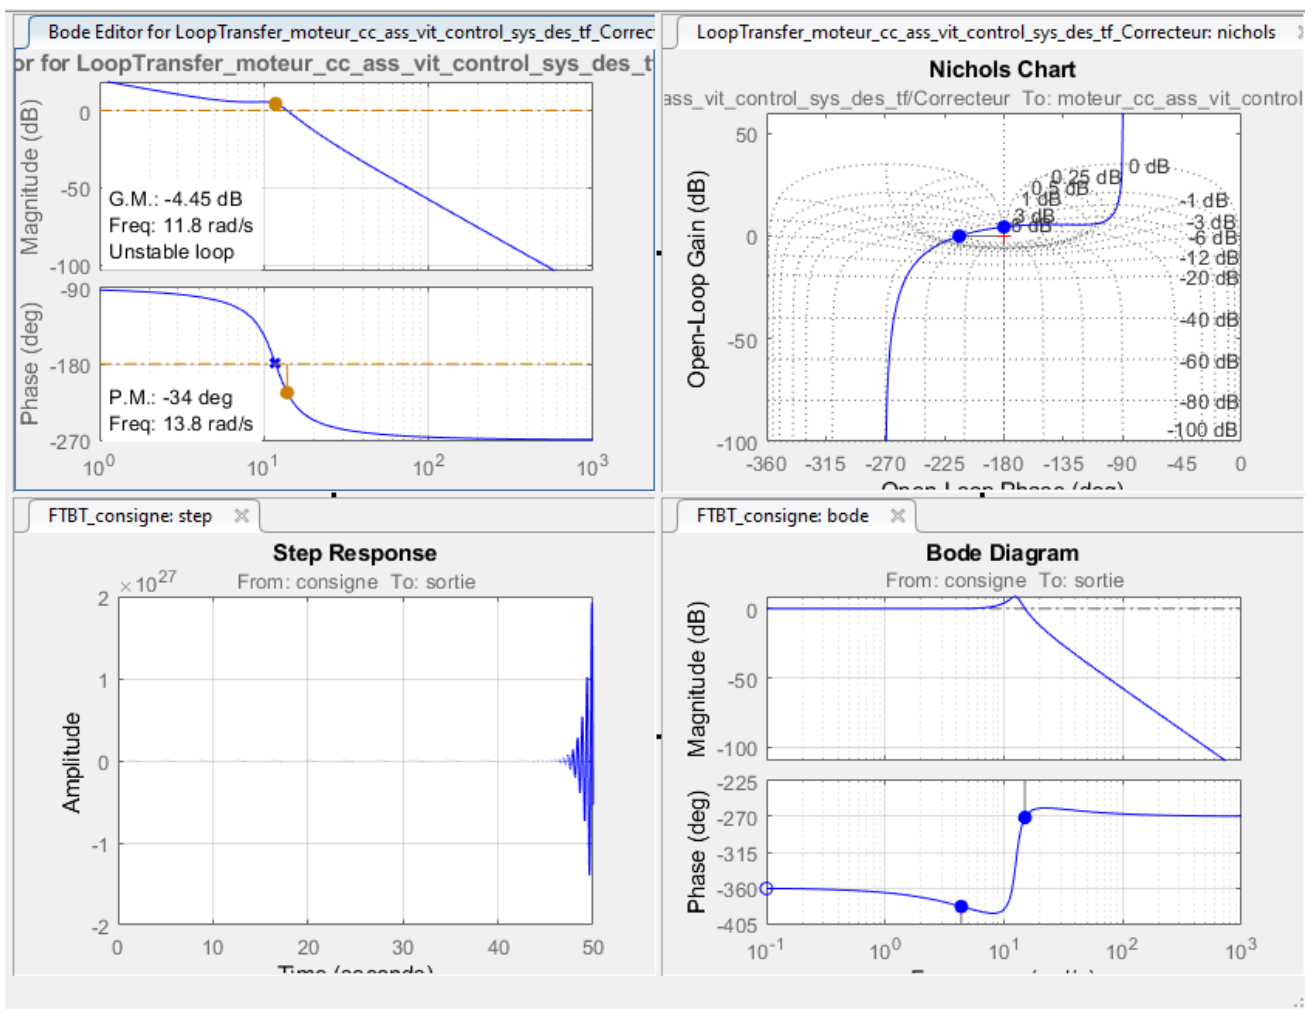 Bode Editor for LoopTransfer_moteur_cc_ass_vit_control_sys_des_tf_Correct
or for LoopTransfer_moteur_cc_ass_vit_control_sys_des_t
Magnitude (dB)
0
-50
-100
G.M.: -4.45 dB
Freq: 11.8 rad/s
Unstable loop
Phase (deg)
-90
-180
-270
P.M.: -34 deg
Freq: 13.8 rad/s
10^0 10^1 10^2 10^3
LoopTransfer_moteur_cc_ass_vit_control_sys_des_tf_Correcteur: nichols
Nichols Chart
ass_vit_control_sys_des_tf/Correcteur To: moteur_cc_ass_vit_control
Open-Loop Gain (dB)
50
0
-50
-100
0 dB
0.25 dB
0.5 dB
1 dB
3 dB
6 dB
-1 dB
-3 dB
-6 dB
-12 dB
-20 dB
-40 dB
-60 dB
-80 dB
-100 dB
-360 -315 -270 -225 -180 -135 -90 -45 0
Open-Loop Phase (deg)
FTBT_consigne: step
Step Response
From: consigne To: sortie
× 10^27
Amplitude
2
1
0
-1
-2
0 10 20 30 40 50
Time (seconds)
FTBT_consigne: bode
Bode Diagram
From: consigne To: sortie
Magnitude (dB)
0
-50
-100
Phase (deg)
-225
-270
-315
-360
-405
10^-1 10^0 10^1 10^2 10^3